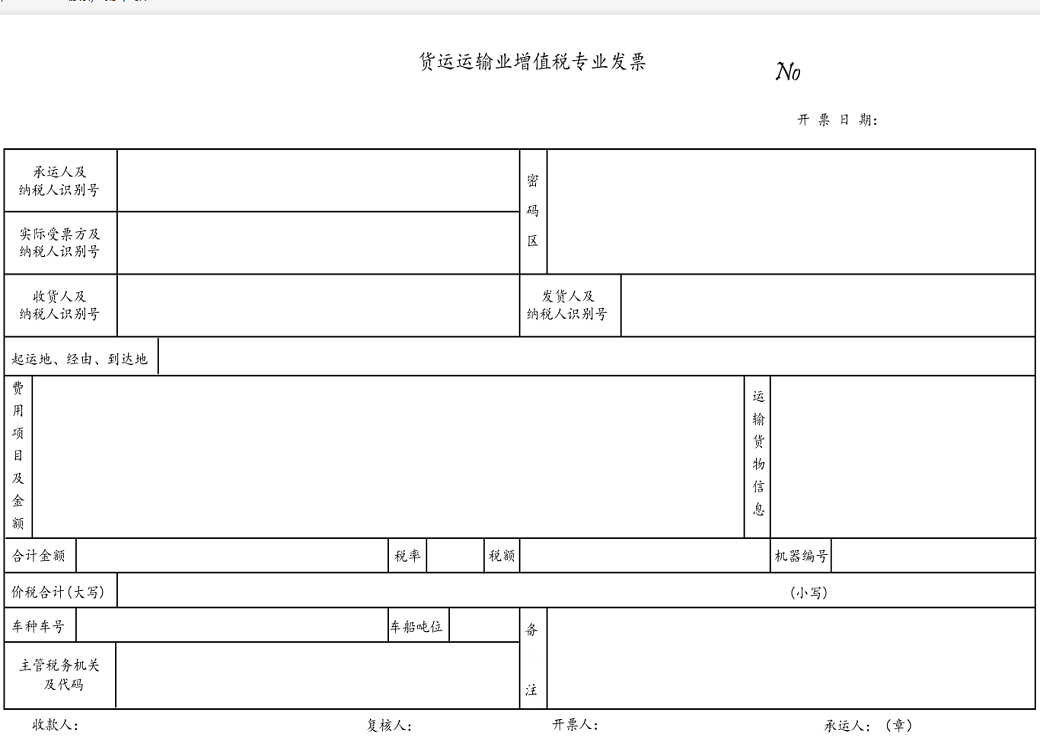 货运运输业增值税专业发票
No
开票日期:
承运人及
纳税人识别号
密码区
实际受票方及
纳税人识别号
收货人及
纳税人识别号
发货人及
纳税人识别号
起运地、经由、到达地
费用项目及金额
运输货物信息
合计金额
税率
税额
机器编号
价税合计(大写)
(小写)
车种车号
车船吨位
备注
主管税务机关
及代码
收款人:
复核人:
开票人:
承运人:(章)